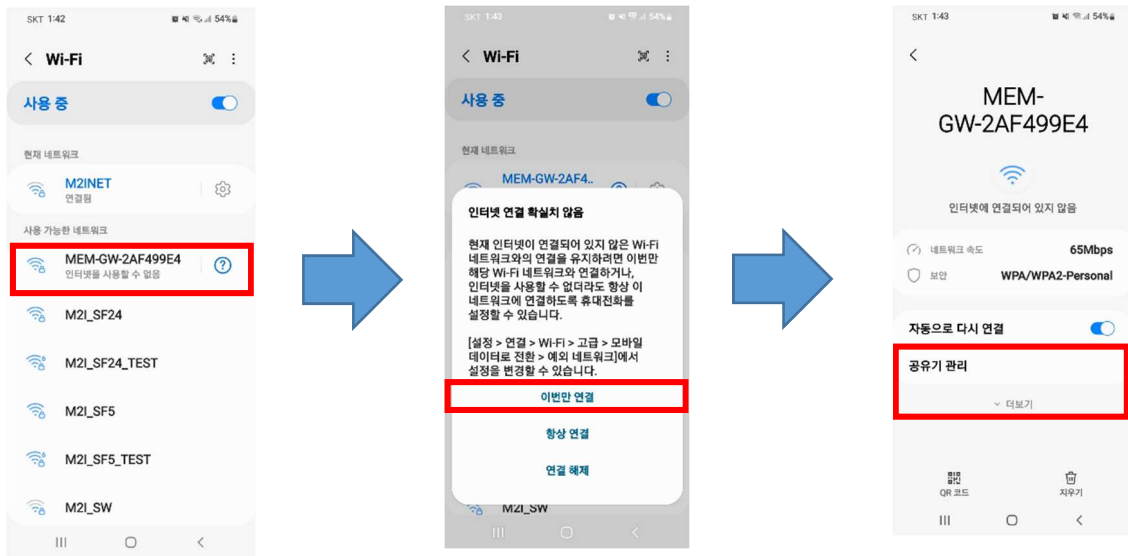 SKT 1:42
54%
Wi-Fi
사용 중
현재 네트워크
M2INET
연결됨
사용 가능한 네트워크
MEM-GW-2AF499E4
인터넷을 사용할 수 없음
M2I_SF24
M2I_SF24_TEST
M2I_SF5
M2I_SF5_TEST
M2I_SW
SKT 1:43
54%
Wi-Fi
사용 중
현재 네트워크
MEM-GW-2AF4..
인터넷 연결 확실치 않음
현재 인터넷이 연결되어 있지 않은 Wi-Fi
네트워크와의 연결을 유지하려면 이번만
해당 Wi-Fi 네트워크와 연결하거나,
인터넷을 사용할 수 없더라도 항상 이
네트워크에 연결하도록 휴대전화를
설정할 수 있습니다.
[설정 > 연결 > Wi-Fi > 고급 > 모바일
데이터로 전환 > 예외 네트워크]에서
설정을 변경할 수 있습니다.
이번만 연결
항상 연결
연결 해제
M2I_SW
SKT 1:43
54%
MEM-
GW-2AF499E4
인터넷에 연결되어 있지 않음
네트워크 속도 65Mbps
보안 WPA/WPA2-Personal
자동으로 다시 연결
공유기 관리
더보기
QR 코드
지우기